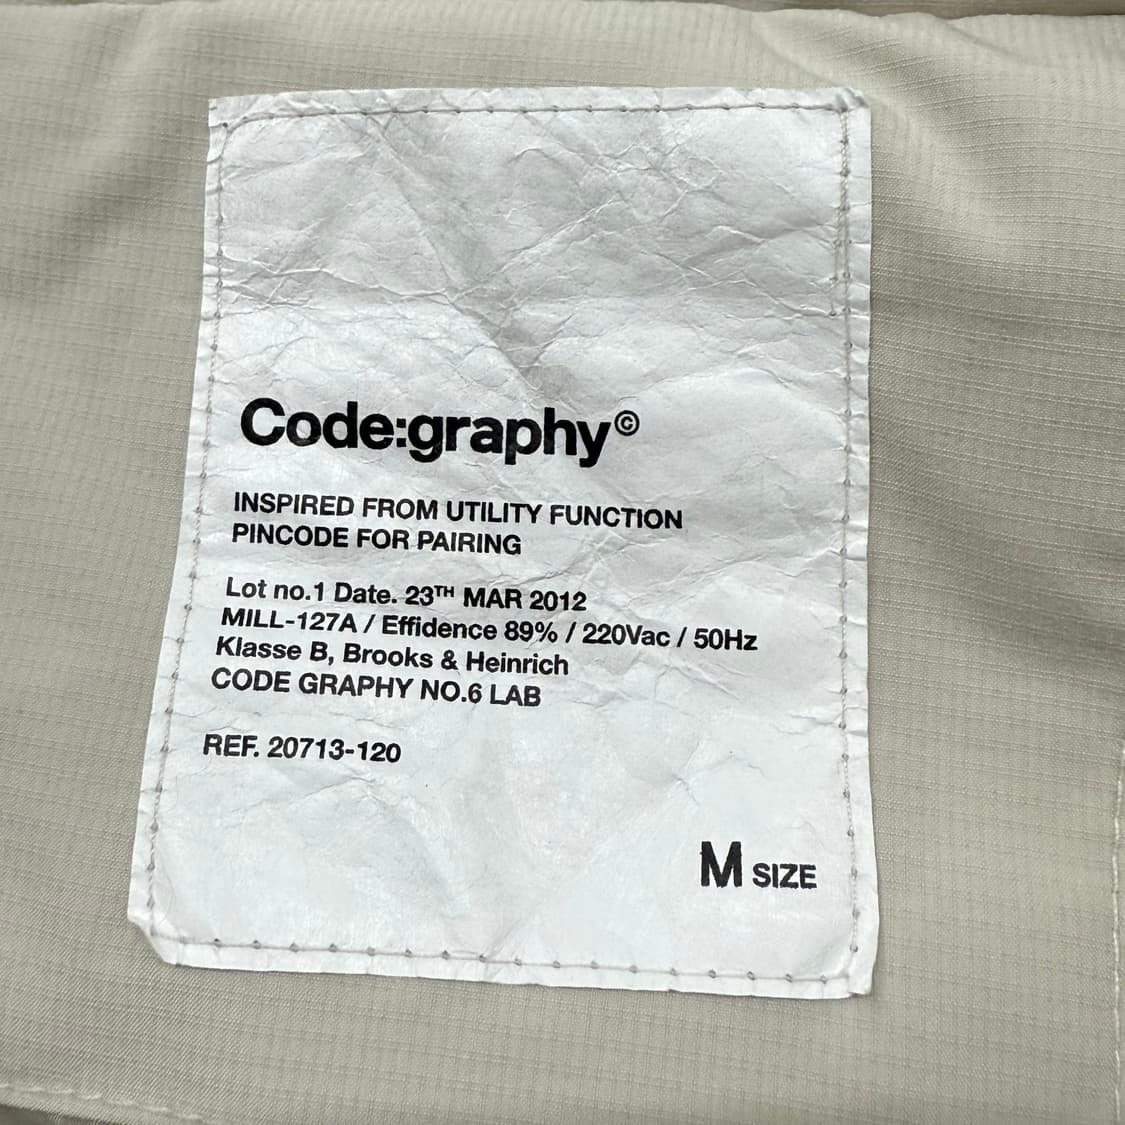 Code:graphy©
INSPIRED FROM UTILITY FUNCTION
PINCODE FOR PAIRING
Lot no.1 Date. 23TH MAR 2012
MILL-127A / Effidence 89% / 220Vac / 50Hz
Klasse B, Brooks & Heinrich
CODE GRAPHY NO.6 LAB
REF. 20713-120
M SIZE